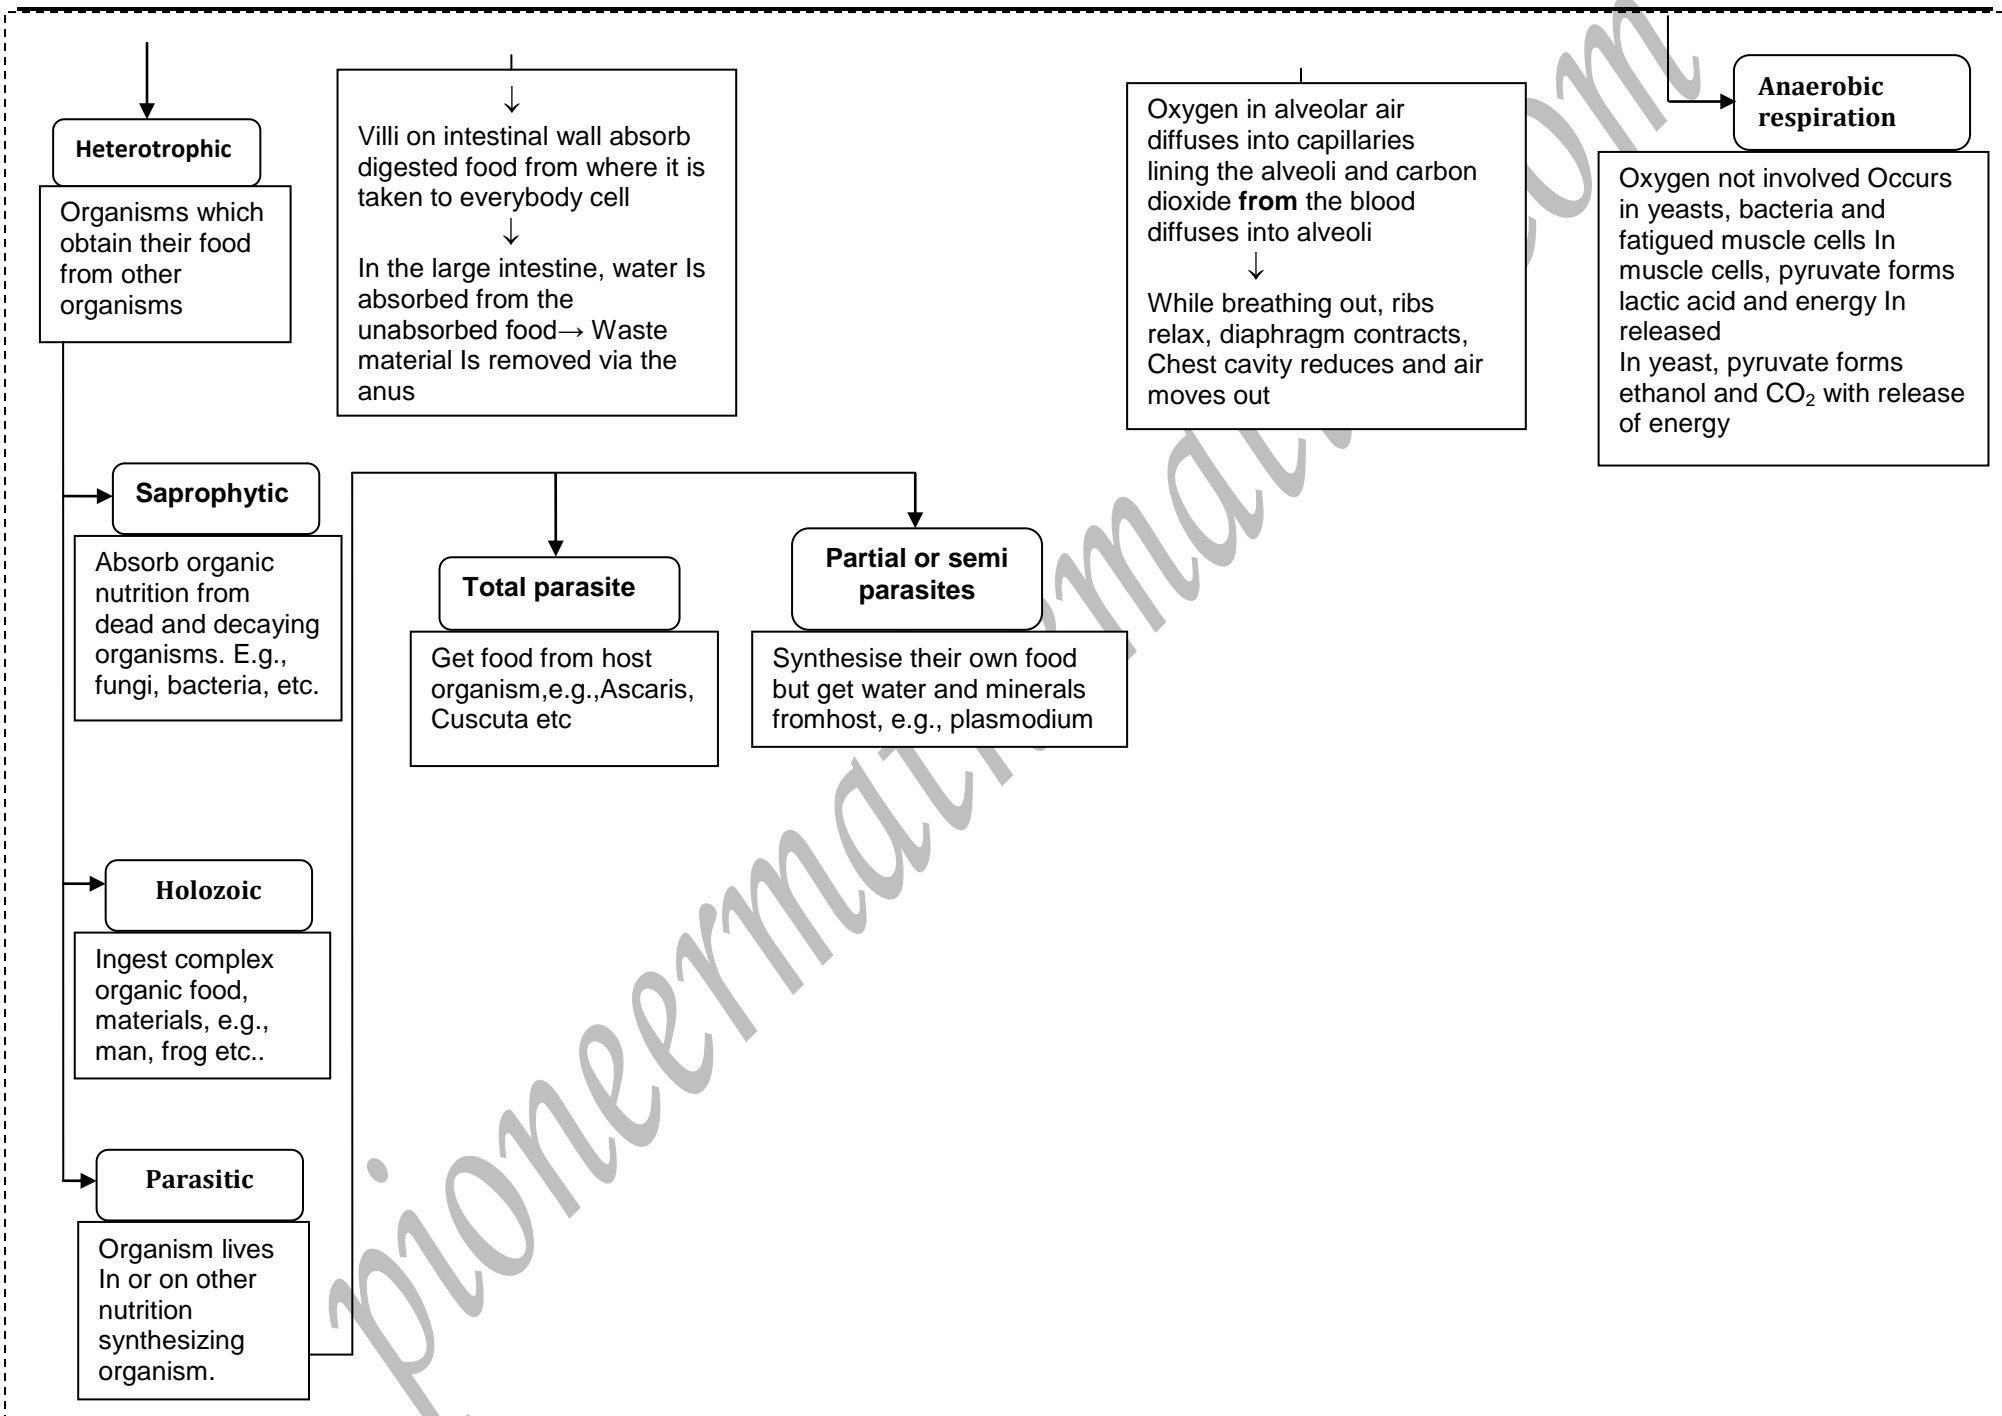 Heterotrophic
Organisms which
obtain their food
from other
organisms
↓
Villi on intestinal wall absorb
digested food from where it is
taken to everybody cell
↓
In the large intestine, water Is
absorbed from the
unabsorbed food→ Waste
material Is removed via the
anus
Oxygen in alveolar air
diffuses into capillaries
lining the alveoli and carbon
dioxide from the blood
diffuses into alveoli
↓
While breathing out, ribs
relax, diaphragm contracts,
Chest cavity reduces and air
moves out
Anaerobic
respiration
Oxygen not involved Occurs
in yeasts, bacteria and
fatigued muscle cells In
muscle cells, pyruvate forms
lactic acid and energy In
released
In yeast, pyruvate forms
ethanol and CO₂ with release
of energy
Saprophytic
Absorb organic
nutrition from
dead and decaying
organisms. E.g.,
fungi, bacteria, etc.
Total parasite
Get food from host
organism,e.g.,Ascaris,
Cuscuta etc
Partial or semi
parasites
Synthesise their own food
but get water and minerals
fromhost, e.g., plasmodium
Holozoic
Ingest complex
organic food,
materials, e.g.,
man, frog etc..
Parasitic
Organism lives
In or on other
nutrition
synthesizing
organism.